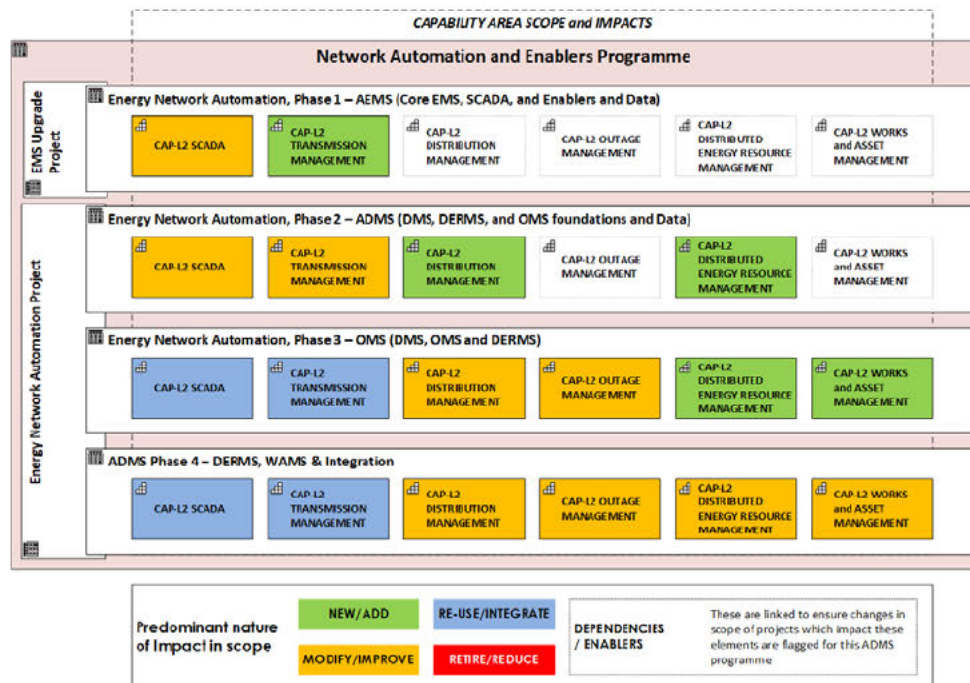 CAPABILITY AREA SCOPE and IMPACTS
Network Automation and Enablers Programme
EMS Upgrade
Project
Energy Network Automation, Phase 1 – AEMS (Core EMS, SCADA, and Enablers and Data)
CAP-L2 SCADA
CAP-L2
TRANSMISSION
MANAGEMENT
CAP-L2
DISTRIBUTION
MANAGEMENT
CAP-L2 OUTAGE
MANAGEMENT
CAP-L2
DISTRIBUTED
ENERGY RESOURCE
MANAGEMENT
CAP-L2 WORKS
and ASSET
MANAGEMENT
Energy Network Automation Project
Energy Network Automation, Phase 2 – ADMS (DMS, DERMS, and OMS foundations and Data)
CAP-L2 SCADA
CAP-L2
TRANSMISSION
MANAGEMENT
CAP-L2
DISTRIBUTION
MANAGEMENT
CAP-L2 OUTAGE
MANAGEMENT
CAP-L2
DISTRIBUTED
ENERGY RESOURCE
MANAGEMENT
CAP-L2 WORKS
and ASSET
MANAGEMENT
Energy Network Automation, Phase 3 – OMS (DMS, OMS and DERMS)
CAP-L2 SCADA
CAP-L2
TRANSMISSION
MANAGEMENT
CAP-L2
DISTRIBUTION
MANAGEMENT
CAP-L2 OUTAGE
MANAGEMENT
CAP-L2
DISTRIBUTED
ENERGY RESOURCE
MANAGEMENT
CAP-L2 WORKS
and ASSET
MANAGEMENT
ADMS Phase 4 – DERMS, WAMS & Integration
CAP-L2 SCADA
CAP-L2
TRANSMISSION
MANAGEMENT
CAP-L2
DISTRIBUTION
MANAGEMENT
CAP-L2 OUTAGE
MANAGEMENT
CAP-L2
DISTRIBUTED
ENERGY RESOURCE
MANAGEMENT
CAP-L2 WORKS
and ASSET
MANAGEMENT
Predominant nature
of Impact in scope
NEW/ADD
RE-USE/INTEGRATE
MODIFY/IMPROVE
RETIRE/REDUCE
DEPENDENCIES
/ ENABLERS
These are linked to ensure changes in
scope of projects which impact these
elements are flagged for this ADMS
programme